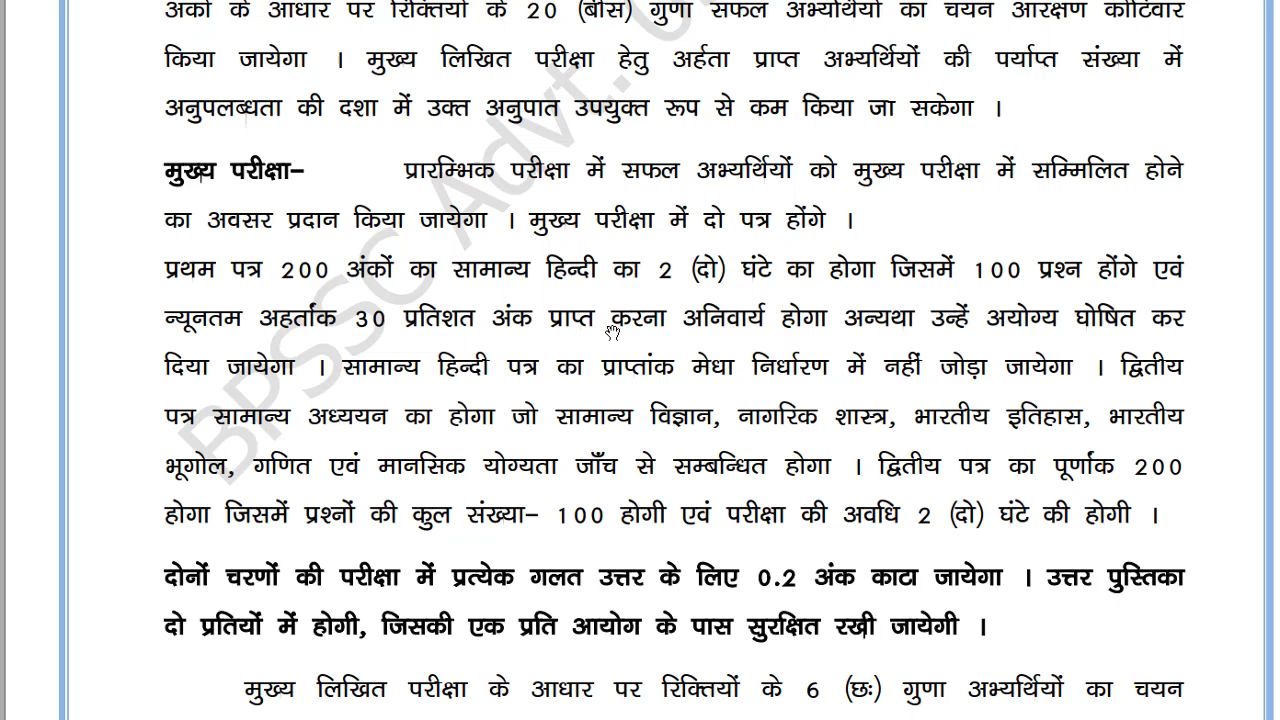 अंकों के आधार पर रिक्तियों के 20 (बीस) गुणा सफल अभ्यर्थियों का चयन आरक्षण कोटिवार
किया जायेगा । मुख्य लिखित परीक्षा हेतु अर्हता प्राप्त अभ्यर्थियों की पर्याप्त संख्या में
अनुपलब्धता की दशा में उक्त अनुपात उपयुक्त रूप से कम किया जा सकेगा ।
मुख्य परीक्षा- प्रारम्भिक परीक्षा में सफल अभ्यर्थियों को मुख्य परीक्षा में सम्मिलित होने
का अवसर प्रदान किया जायेगा । मुख्य परीक्षा में दो पत्र होंगे ।
प्रथम पत्र 200 अंकों का सामान्य हिन्दी का 2 (दो) घंटे का होगा जिसमें 100 प्रश्न होंगे एवं
न्यूनतम अहर्तांक 30 प्रतिशत अंक प्राप्त करना अनिवार्य होगा अन्यथा उन्हें अयोग्य घोषित कर
दिया जायेगा । सामान्य हिन्दी पत्र का प्राप्तांक मेधा निर्धारण में नहीं जोड़ा जायेगा । द्वितीय
पत्र सामान्य अध्ययन का होगा जो सामान्य विज्ञान, नागरिक शास्त्र, भारतीय इतिहास, भारतीय
भूगोल, गणित एवं मानसिक योग्यता जाँच से सम्बन्धित होगा । द्वितीय पत्र का पूर्णांक 200
होगा जिसमें प्रश्नों की कुल संख्या- 100 होगी एवं परीक्षा की अवधि 2 (दो) घंटे की होगी ।
दोनों चरणों की परीक्षा में प्रत्येक गलत उत्तर के लिए 0.2 अंक काटा जायेगा । उत्तर पुस्तिका
दो प्रतियों में होगी, जिसकी एक प्रति आयोग के पास सुरक्षित रखी जायेगी ।
मुख्य लिखित परीक्षा के आधार पर रिक्तियों के 6 (छः) गुणा अभ्यर्थियों का चयन
BPSSC Advt.